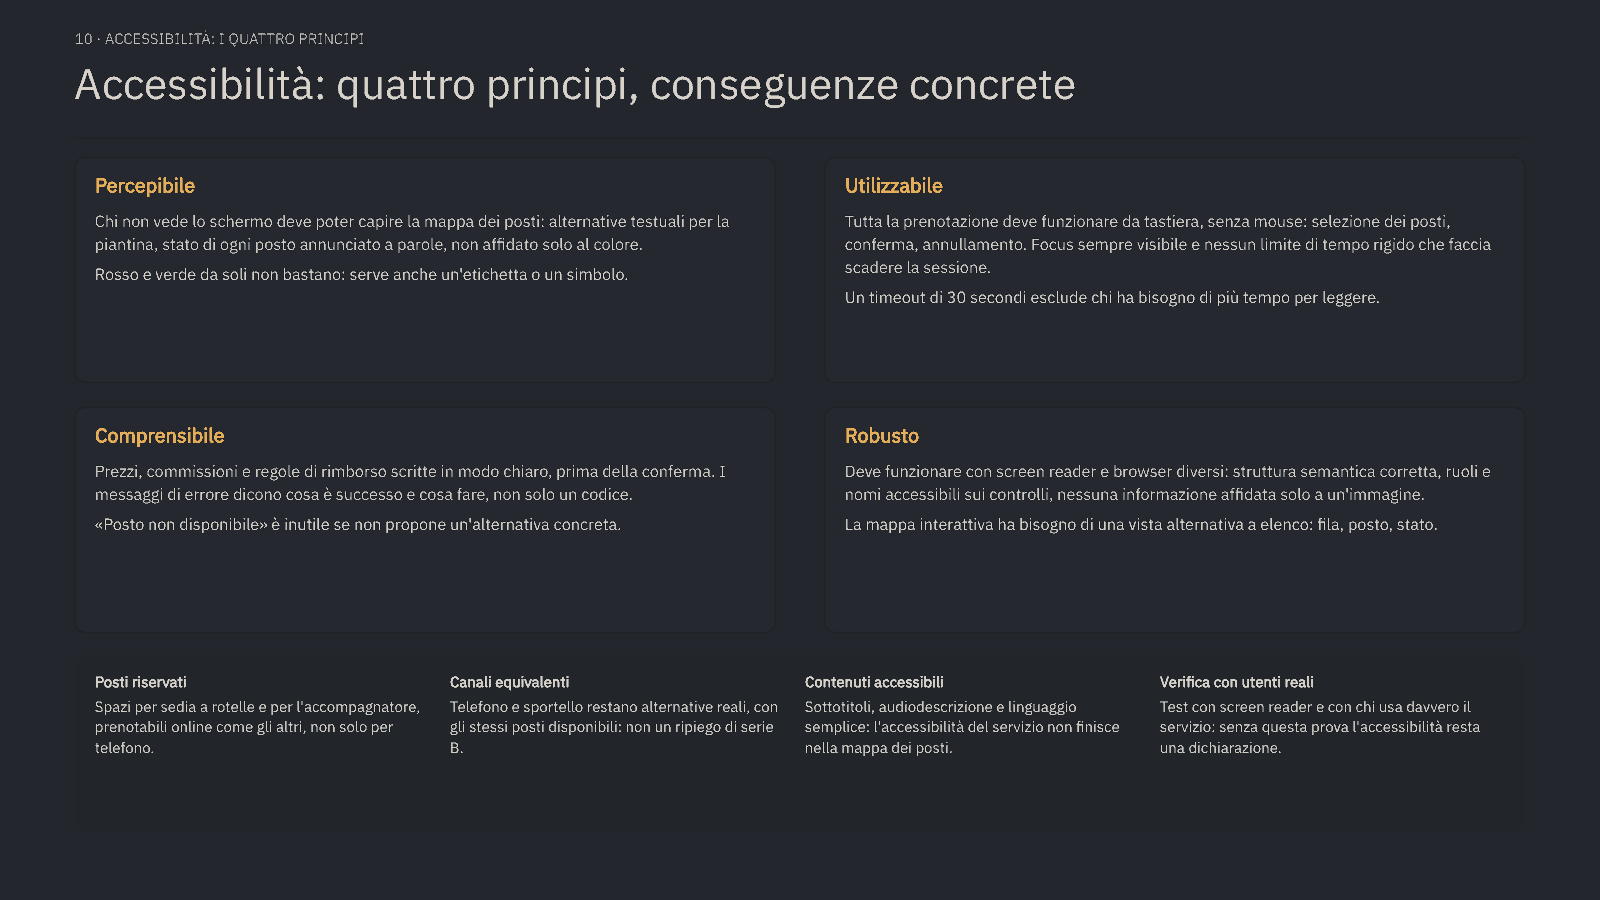 10 · ACCESSIBILITÀ: I QUATTRO PRINCIPI
Accessibilità: quattro principi, conseguenze concrete
Percepibile
Chi non vede lo schermo deve poter capire la mappa dei posti: alternative testuali per la
piantina, stato di ogni posto annunciato a parole, non affidato solo al colore.
Rosso e verde da soli non bastano: serve anche un'etichetta o un simbolo.
Utilizzabile
Tutta la prenotazione deve funzionare da tastiera, senza mouse: selezione dei posti,
conferma, annullamento. Focus sempre visibile e nessun limite di tempo rigido che faccia
scadere la sessione.
Un timeout di 30 secondi esclude chi ha bisogno di più tempo per leggere.
Comprensibile
Prezzi, commissioni e regole di rimborso scritte in modo chiaro, prima della conferma. I
messaggi di errore dicono cosa è successo e cosa fare, non solo un codice.
«Posto non disponibile» è inutile se non propone un'alternativa concreta.
Robusto
Deve funzionare con screen reader e browser diversi: struttura semantica corretta, ruoli e
nomi accessibili sui controlli, nessuna informazione affidata solo a un'immagine.
La mappa interattiva ha bisogno di una vista alternativa a elenco: fila, posto, stato.
Posti riservati
Spazi per sedia a rotelle e per l'accompagnatore,
prenotabili online come gli altri, non solo per
telefono.
Canali equivalenti
Telefono e sportello restano alternative reali, con
gli stessi posti disponibili: non un ripiego di serie
B.
Contenuti accessibili
Sottotitoli, audiodescrizione e linguaggio
semplice: l'accessibilità del servizio non finisce
nella mappa dei posti.
Verifica con utenti reali
Test con screen reader e con chi usa davvero il
servizio: senza questa prova l'accessibilità resta
una dichiarazione.